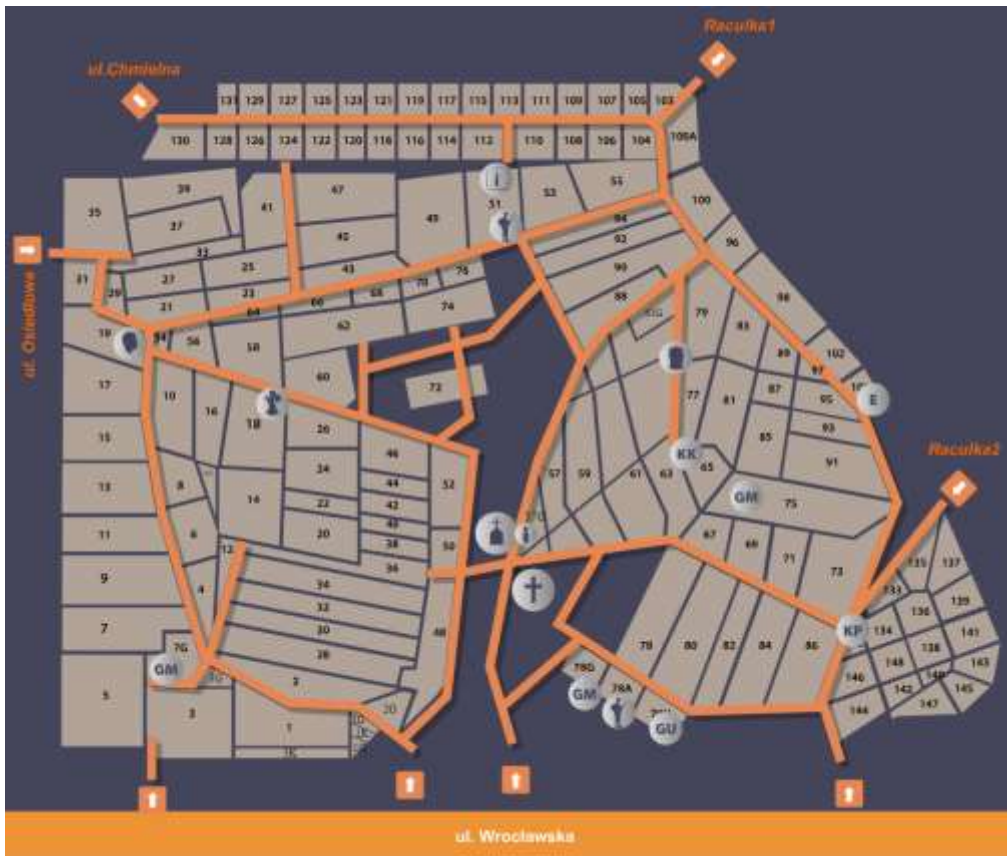 Raculka1
ul.Chmielna
131 129 127 125 123 121 119 117 115 113 111 109 107 105 103
130 128 126 124 122 120 118 116 114 112 110 108 106 104 100A
39 47 41 49 51 53 55 100
35 37 45 94 96
33 92
31 29 27 25 43 70 76 90 98
21 23 66 68 74 88 79 83
ul. Osiedlowa
19 54 56 58 64 62 89 102
17 10 16 18 60 72 77 81 87 97 95 E
15 26 46 93
KK 85 91
Raculka2
13 8 14 24 44 52 57 59 61 63 65 GM 75
22 42
11 6 20 40 38 50 67 69 71 73
9 12 36 135 137
4 34 133 139
7 32 48 KP 134 136 141
7G 30 78 80 82 84 86 148 138 143
GM 28 146 140 145
5 3 2 78G 78A 142 147
1 GM GU 144
ul. Wrocławska